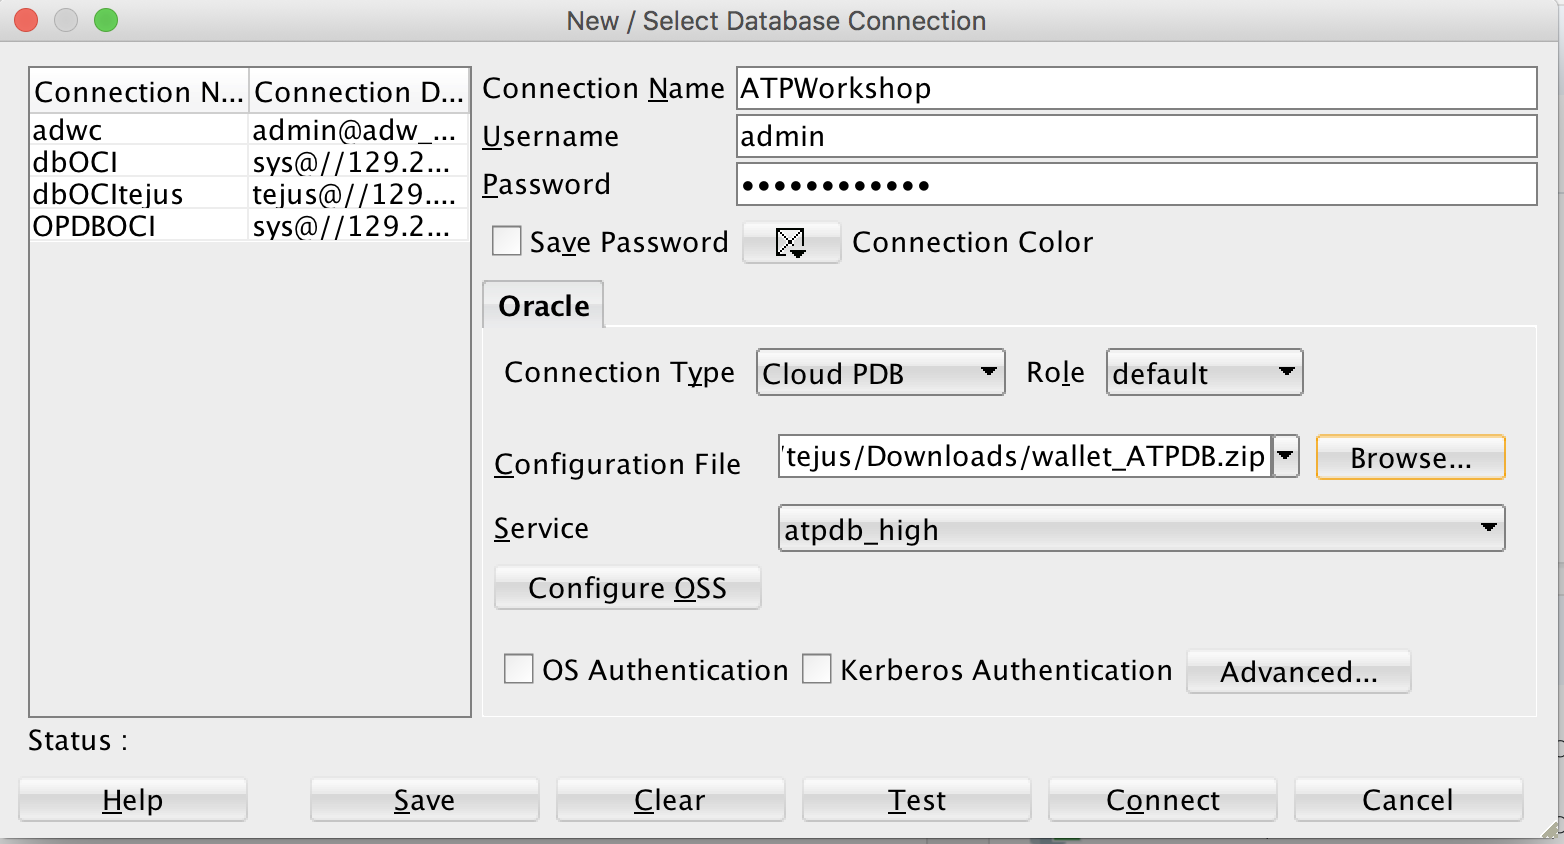 New / Select Database Connection
Connection N... Connection D...
adwc admin@adw_...
dbOCI sys@//129.2...
dbOCItejus tejus@//129....
OPDBOCI sys@//129.2...
Connection Name ATPWorkshop
Username admin
Password ••••••••••••
Save Password Connection Color
Oracle
Connection Type Cloud PDB Role default
Configuration File /tejus/Downloads/wallet_ATPDB.zip Browse...
Service atpdb_high
Configure OSS
OS Authentication Kerberos Authentication Advanced...
Status :
Help Save Clear Test Connect Cancel